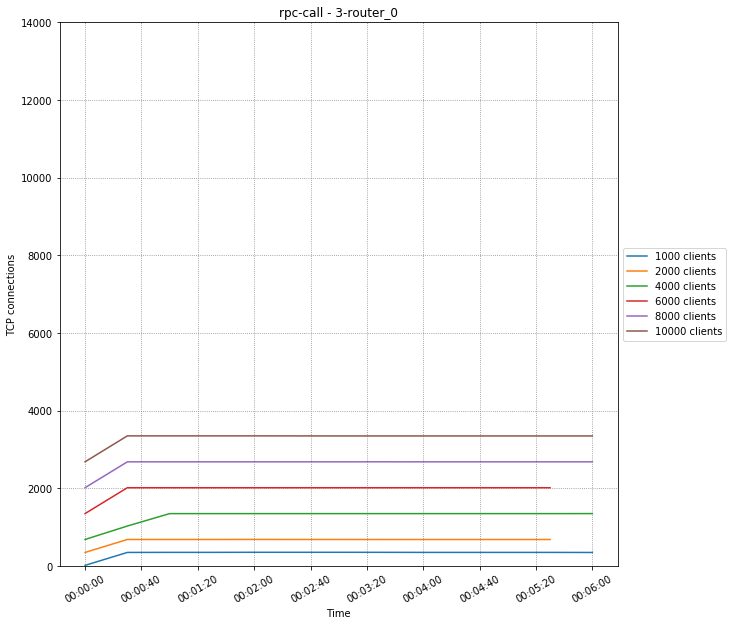 rpc-call - 3-router_0
14000
12000
10000
8000
6000
4000
2000
0
TCP connections
00:00:00
00:00:40
00:01:20
00:02:00
00:02:40
00:03:20
00:04:00
00:04:40
00:05:20
00:06:00
Time
1000 clients
2000 clients
4000 clients
6000 clients
8000 clients
10000 clients